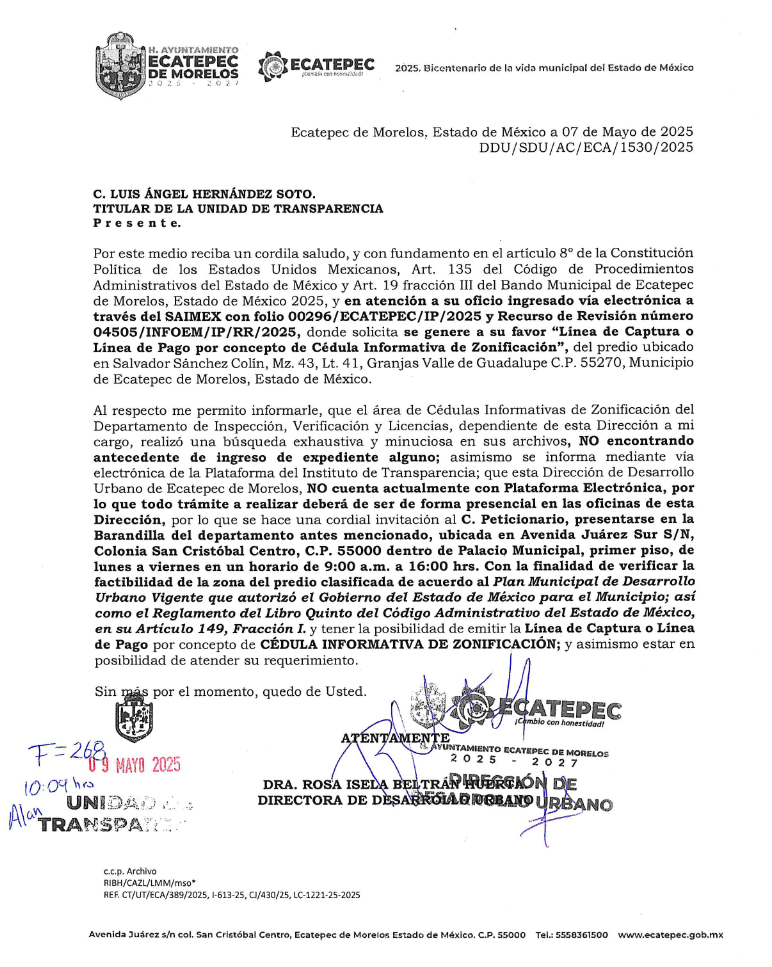 H. AYUNTAMIENTO
ECATEPEC
DE MORELOS
2025 - 2027
ECATEPEC
¡Cambio con honestidad!
2025. Bicentenario de la vida municipal del Estado de México
Ecatepec de Morelos, Estado de México a 07 de Mayo de 2025
DDU/SDU/AC/ECA/1530/2025
C. LUIS ÁNGEL HERNÁNDEZ SOTO.
TITULAR DE LA UNIDAD DE TRANSPARENCIA
P r e s e n t e.
Por este medio reciba un cordila saludo, y con fundamento en el artículo 8° de la Constitución
Política de los Estados Unidos Mexicanos, Art. 135 del Código de Procedimientos
Administrativos del Estado de México y Art. 19 fracción III del Bando Municipal de Ecatepec
de Morelos, Estado de México 2025, y en atención a su oficio ingresado vía electrónica a
través del SAIMEX con folio 00296/ECATEPEC/IP/2025 y Recurso de Revisión número
04505/INFOEM/IP/RR/2025, donde solicita se genere a su favor “Línea de Captura o
Línea de Pago por concepto de Cédula Informativa de Zonificación”, del predio ubicado
en Salvador Sánchez Colín, Mz. 43, Lt. 41, Granjas Valle de Guadalupe C.P. 55270, Municipio
de Ecatepec de Morelos, Estado de México.
Al respecto me permito informarle, que el área de Cédulas Informativas de Zonificación del
Departamento de Inspección, Verificación y Licencias, dependiente de esta Dirección a mi
cargo, realizó una búsqueda exhaustiva y minuciosa en sus archivos, NO encontrando
antecedente de ingreso de expediente alguno; asimismo se informa mediante vía
electrónica de la Plataforma del Instituto de Transparencia; que esta Dirección de Desarrollo
Urbano de Ecatepec de Morelos, NO cuenta actualmente con Plataforma Electrónica, por
lo que todo trámite a realizar deberá de ser de forma presencial en las oficinas de esta
Dirección, por lo que se hace una cordial invitación al C. Peticionario, presentarse en la
Barandilla del departamento antes mencionado, ubicada en Avenida Juárez Sur S/N,
Colonia San Cristóbal Centro, C.P. 55000 dentro de Palacio Municipal, primer piso, de
lunes a viernes en un horario de 9:00 a.m. a 16:00 hrs. Con la finalidad de verificar la
factibilidad de la zona del predio clasificada de acuerdo al Plan Municipal de Desarrollo
Urbano Vigente que autorizó el Gobierno del Estado de México para el Municipio; así
como el Reglamento del Libro Quinto del Código Administrativo del Estado de México,
en su Artículo 149, Fracción I. y tener la posibilidad de emitir la Línea de Captura o Línea
de Pago por concepto de CÉDULA INFORMATIVA DE ZONIFICACIÓN; y asimismo estar en
posibilidad de atender su requerimiento.
Sin más por el momento, quedo de Usted.
ECATEPEC
¡Cambio con honestidad!
ATENTAMENTE
H. AYUNTAMIENTO ECATEPEC DE MORELOS
2025 - 2027
F=268
09 MAYO 2025
10:09 hrs
Alan
UNIDAD DE
TRANSPARE
DRA. ROSA ISELA BELTRÁN HUERTA
DIRECCIÓN DE
DIRECTORA DE DESARROLLO URBANO
DESARROLLO URBANO
c.c.p. Archivo
RIBH/CAZL/LMM/mso*
REF. CT/UT/ECA/389/2025, I-613-25, CJ/430/25, LC-1221-25-2025
Avenida Juárez s/n col. San Cristóbal Centro, Ecatepec de Morelos Estado de México. C.P. 55000 Tel.: 5558361500 www.ecatepec.gob.mx